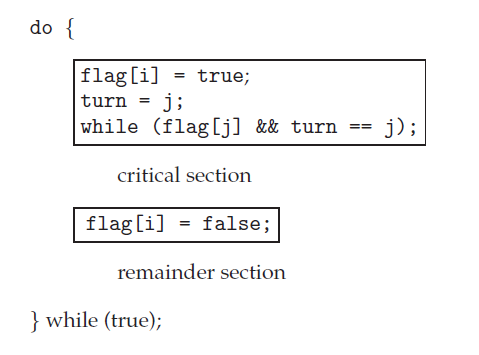 do {
flag[i] = true;
turn = j;
while (flag[j] && turn == j);
critical section
flag[i] = false;
remainder section
} while (true);